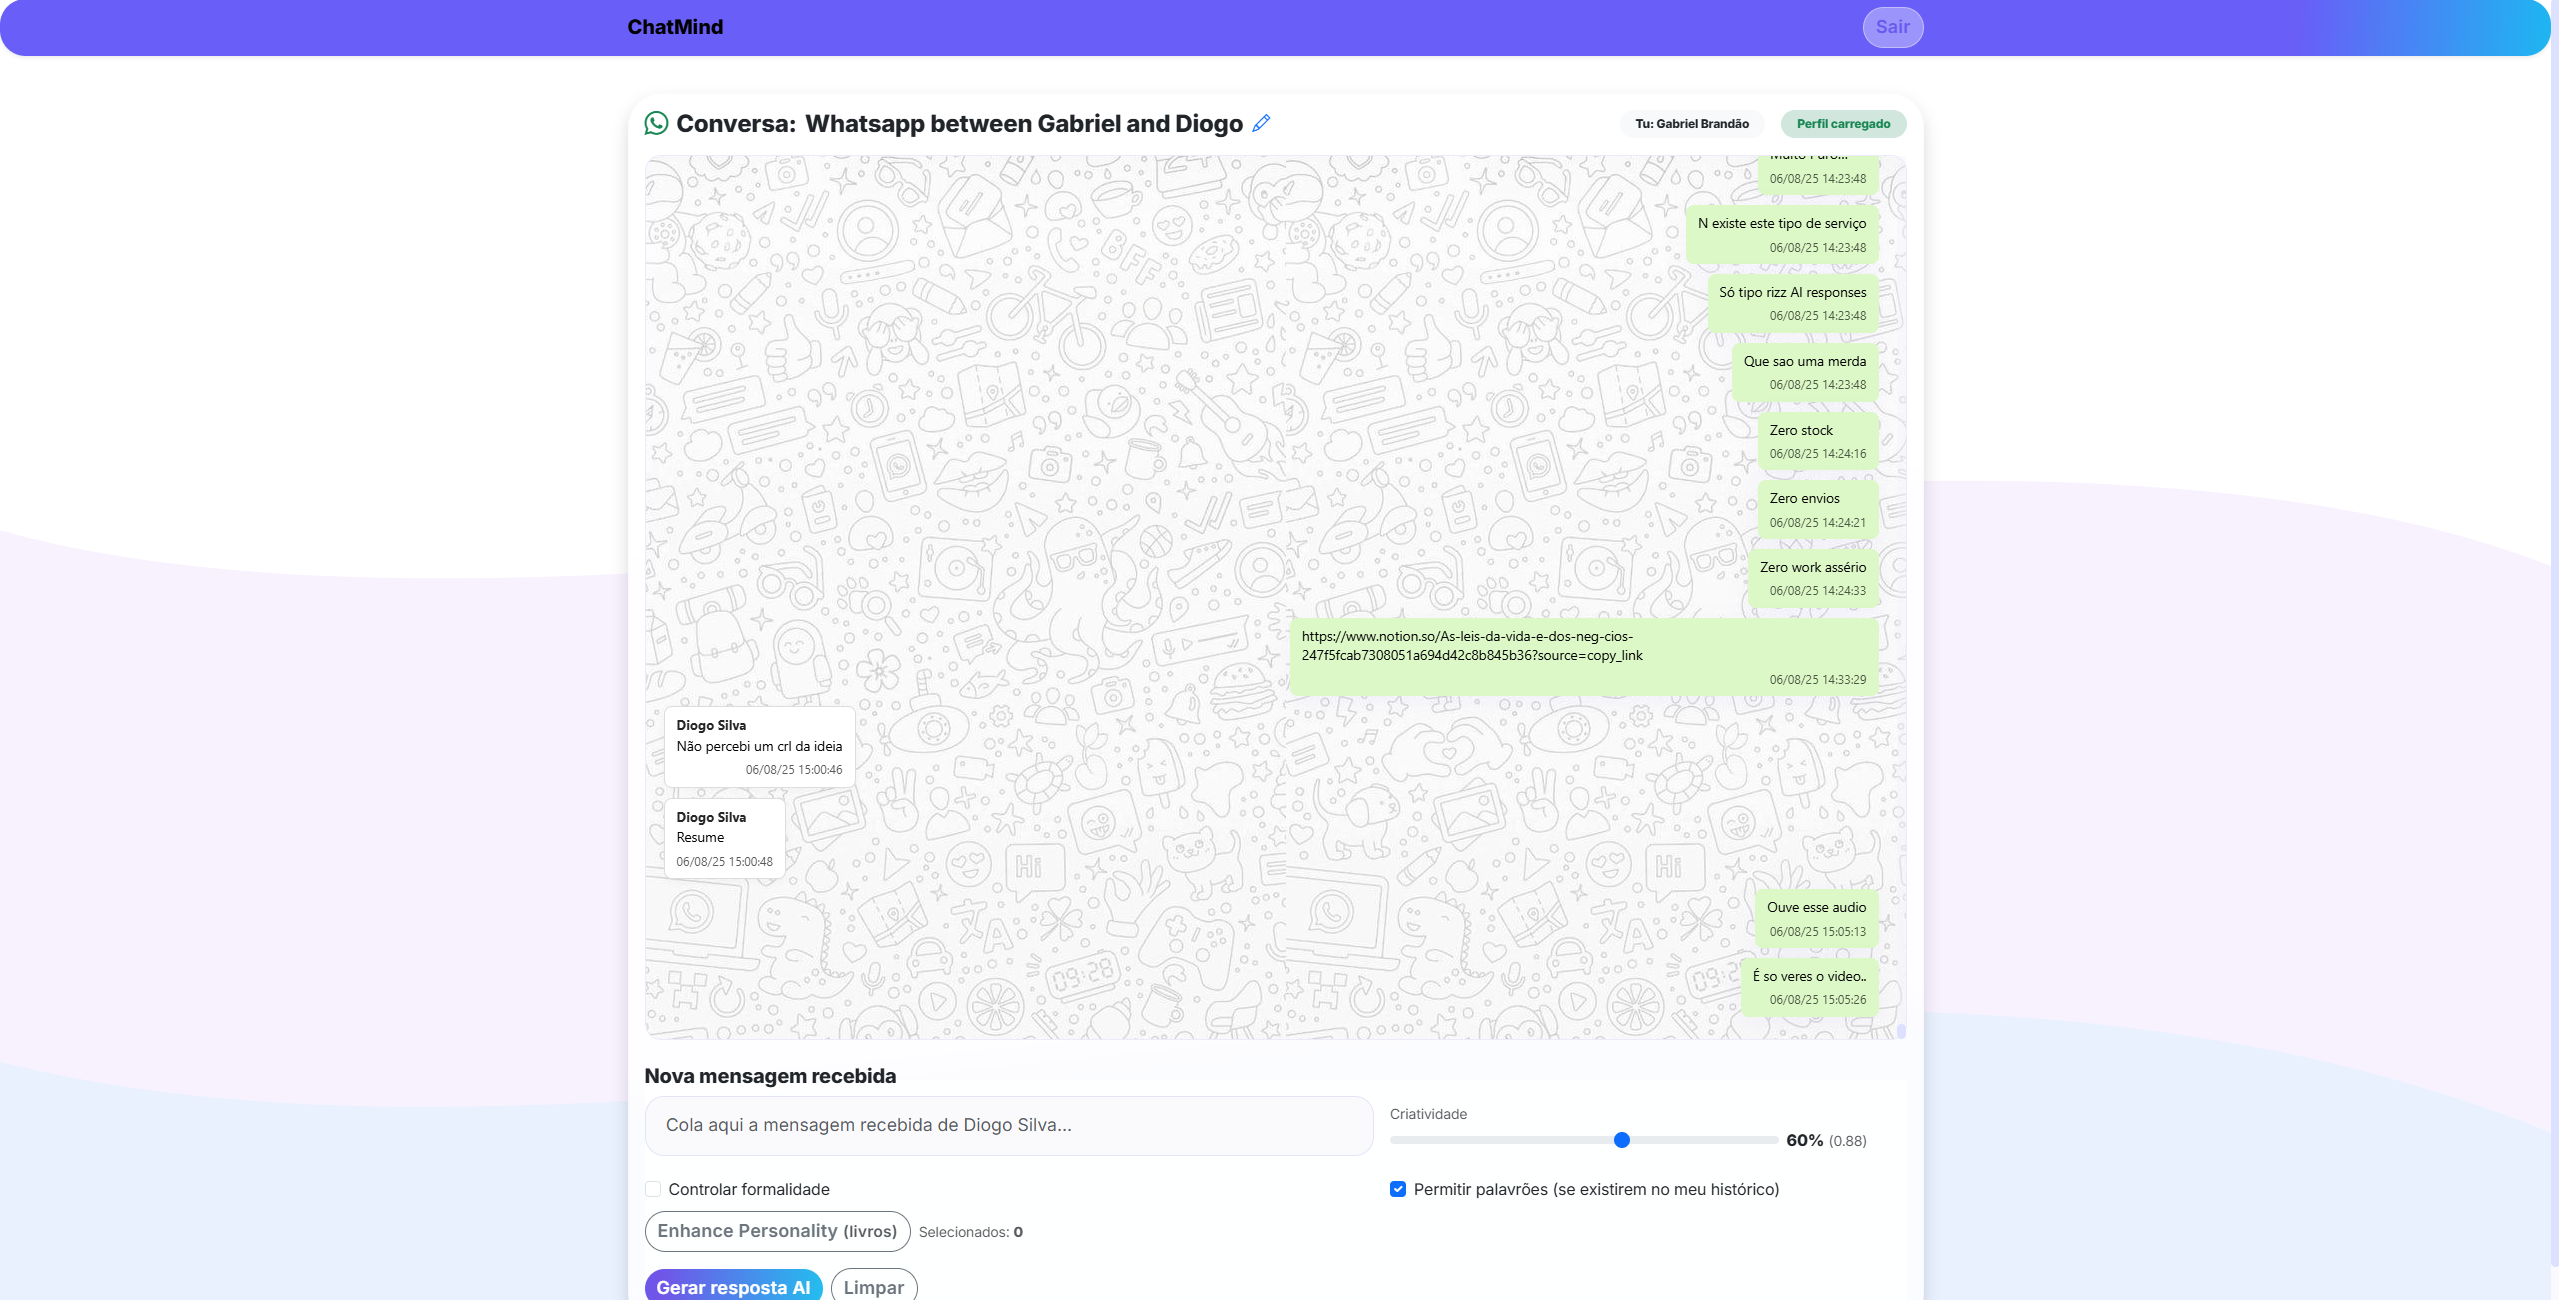 ChatMind
Sair
Conversa: Whatsapp between Gabriel and Diogo
Tu: Gabriel Brandão
Perfil carregado
06/08/25 14:23:48
N existe este tipo de serviço
06/08/25 14:23:48
Só tipo rizz AI responses
06/08/25 14:23:48
Que sao uma merda
06/08/25 14:23:48
Zero stock
06/08/25 14:24:16
Zero envios
06/08/25 14:24:21
Zero work assério
06/08/25 14:24:33
https://www.notion.so/As-leis-da-vida-e-dos-neg-cios-
247f5fcab7308051a694d42c8b845b36?source=copy_link
06/08/25 14:33:29
Diogo Silva
Não percebi um crl da ideia
06/08/25 15:00:46
Diogo Silva
Resume
06/08/25 15:00:48
Ouve esse audio
06/08/25 15:05:13
É so veres o video..
06/08/25 15:05:26
Nova mensagem recebida
Cola aqui a mensagem recebida de Diogo Silva...
Criatividade
60% (0.88)
Controlar formalidade
Permitir palavrões (se existirem no meu histórico)
Enhance Personality (livros)
Selecionados: 0
Gerar resposta AI
Limpar